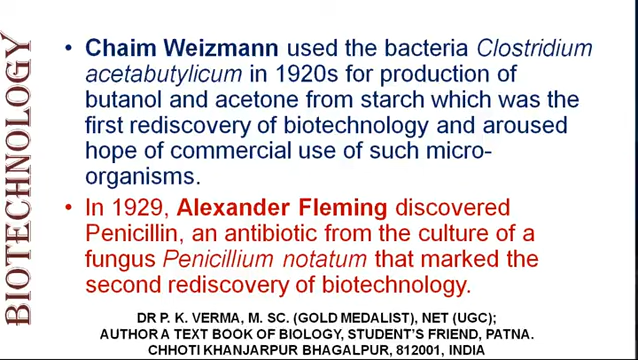 BIOTECHNOLOGY
• Chaim Weizmann used the bacteria Clostridium
acetabutylicum in 1920s for production of
butanol and acetone from starch which was the
first rediscovery of biotechnology and aroused
hope of commercial use of such micro-
organisms.
• In 1929, Alexander Fleming discovered
Penicillin, an antibiotic from the culture of a
fungus Penicillium notatum that marked the
second rediscovery of biotechnology.
DR P. K. VERMA, M. SC. (GOLD MEDALIST), NET (UGC);
AUTHOR A TEXT BOOK OF BIOLOGY, STUDENT'S FRIEND, PATNA.
CHHOTI KHANJARPUR BHAGALPUR, 812001, INDIA